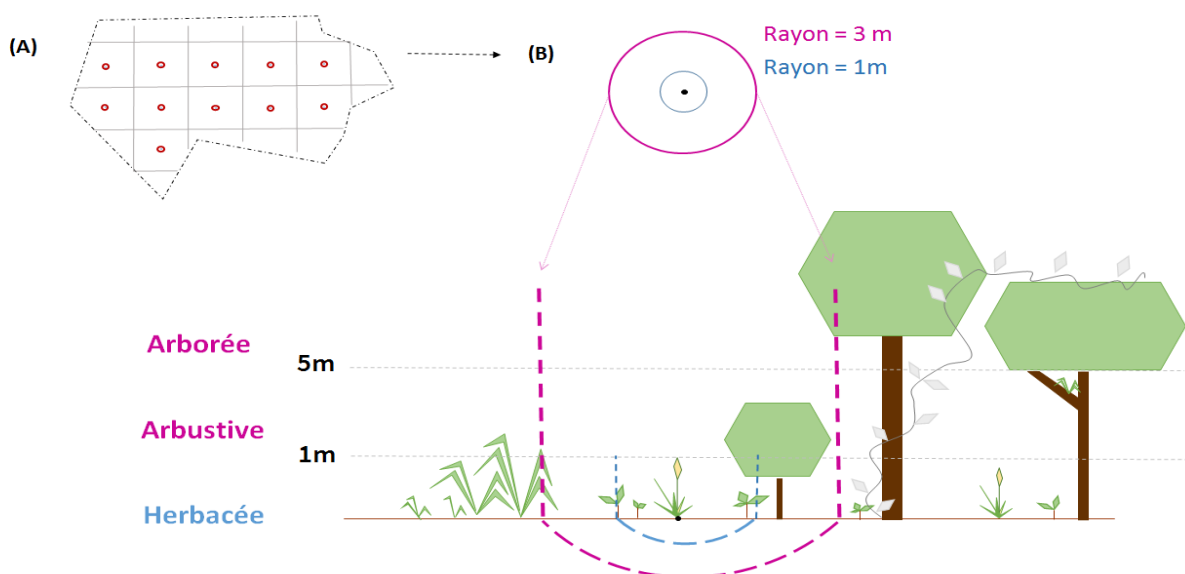 (A)
(B)
Rayon = 3 m
Rayon = 1m
Arborée
5m
Arbustive
1m
Herbacée